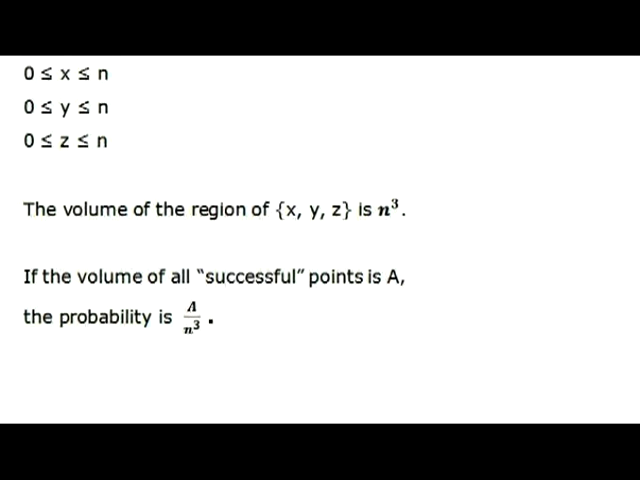 0 ≤ x ≤ n
0 ≤ y ≤ n
0 ≤ z ≤ n
The volume of the region of {x, y, z} is n³.
If the volume of all “successful” points is A,
the probability is A/n³ .